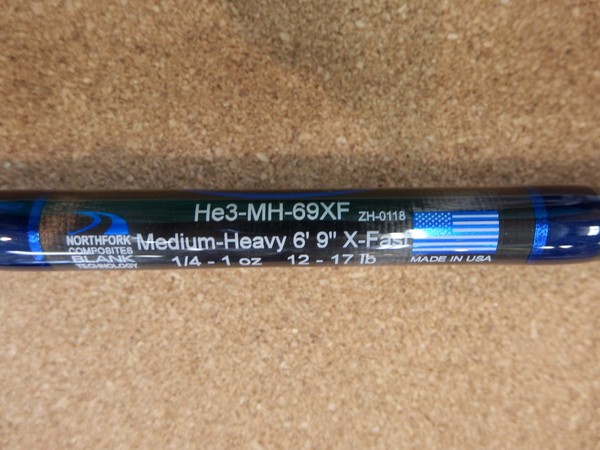 He3-MH-69XF ZH-0118
NORTHFORK
COMPOSITES
BLANK
TECHNOLOGY
Medium-Heavy 6' 9" X-Fast
1/4 - 1 oz 12 - 17 lb
MADE IN USA